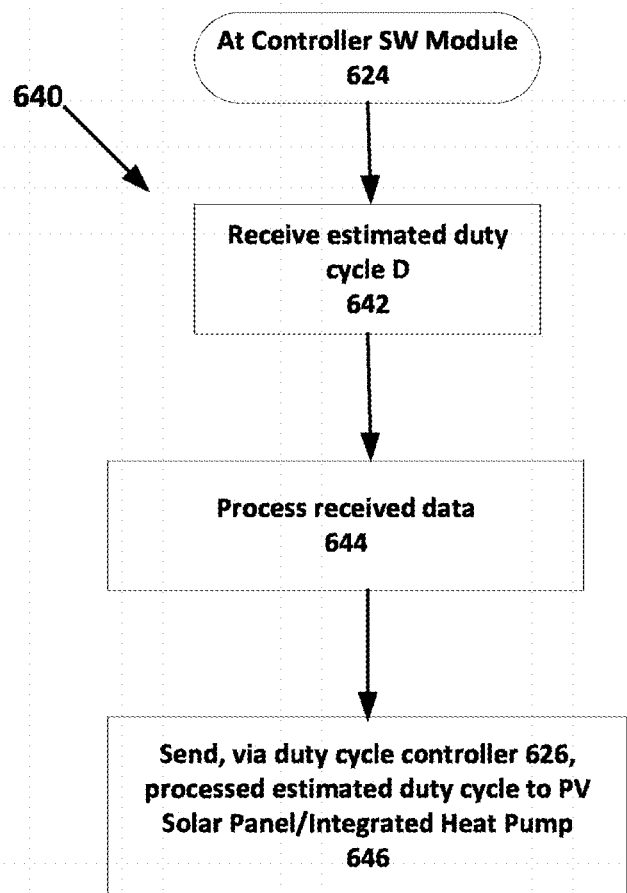 At Controller SW Module
624
640
Receive estimated duty
cycle D
642
Process received data
644
Send, via duty cycle controller 626,
processed estimated duty cycle to PV
Solar Panel/Integrated Heat Pump
646